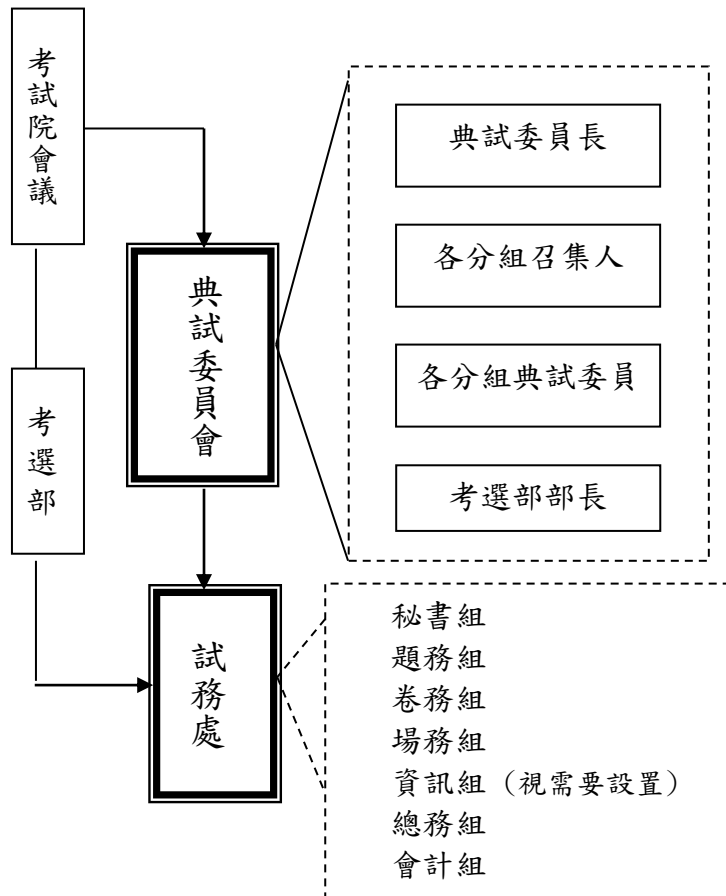 考試院會議
考選部
典試委員會
試務處
典試委員長
各分組召集人
各分組典試委員
考選部部長
秘書組
題務組
卷務組
場務組
資訊組（視需要設置）
總務組
會計組